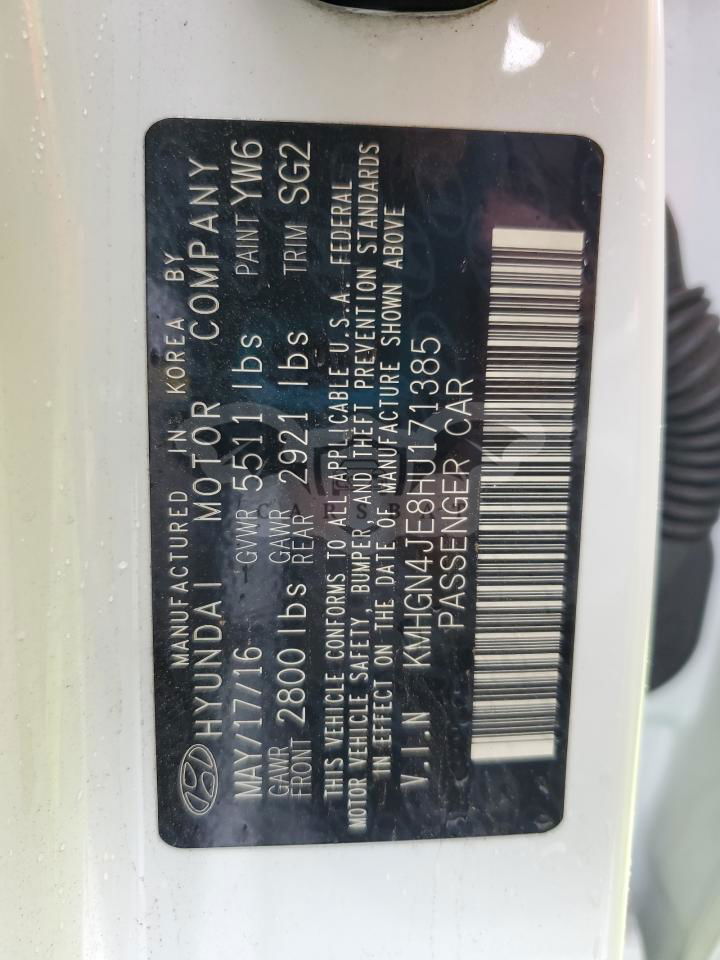 MANUFACTURED IN KOREA BY
HYUNDAI MOTOR COMPANY
MAY/17/16 GVWR 5511 lbs PAINT YW6
GAWR FRONT 2800 lbs GAWR REAR 2921 lbs TRIM SG2
THIS VEHICLE CONFORMS TO ALL APPLICABLE U.S.A. FEDERAL
MOTOR VEHICLE SAFETY, BUMPER, AND THEFT PREVENTION STANDARDS
IN EFFECT ON THE DATE OF MANUFACTURE SHOWN ABOVE
V.I.N KMHGN4JE8HU171385
PASSENGER CAR